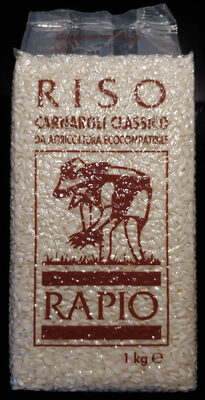 RISO
CARNAROLI CLASSICO
DA AGRICOLTURA ECOCOMPATIBILE
RAPIO
1 kg ℮